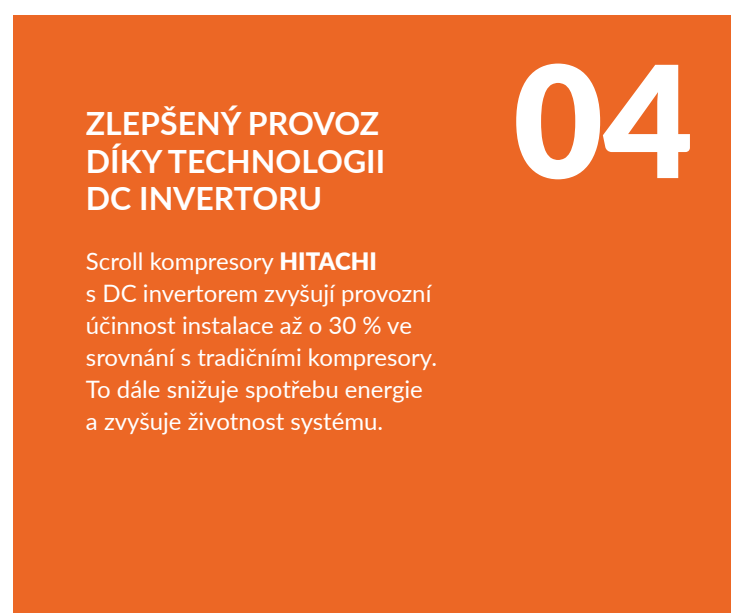 04
ZLEPŠENÝ PROVOZ
DÍKY TECHNOLOGII
DC INVERTORU
Scroll kompresory HITACHI
s DC invertorem zvyšují provozní
účinnost instalace až o 30 % ve
srovnání s tradičními kompresory.
To dále snižuje spotřebu energie
a zvyšuje životnost systému.